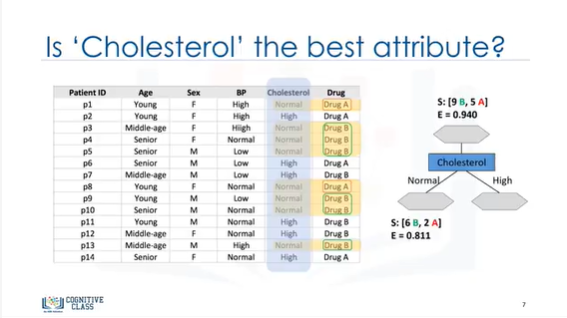 Is ‘Cholesterol’ the best attribute?
Patient ID Age Sex BP Cholesterol Drug
p1 Young F High Normal Drug A
p2 Young F High High Drug A
p3 Middle-age F Hiigh Normal Drug B
p4 Senior F Normal Normal Drug B
p5 Senior M Low Normal Drug B
p6 Senior M Low High Drug A
p7 Middle-age M Low High Drug B
p8 Young F Normal Normal Drug A
p9 Young M Low Normal Drug B
p10 Senior M Normal Normal Drug B
p11 Young M Normal High Drug B
p12 Middle-age F Normal High Drug B
p13 Middle-age M High Normal Drug B
p14 Senior F Normal High Drug A
S: [9 B, 5 A]
E = 0.940
Cholesterol
Normal High
S: [6 B, 2 A]
E = 0.811
COGNITIVE
CLASS
7